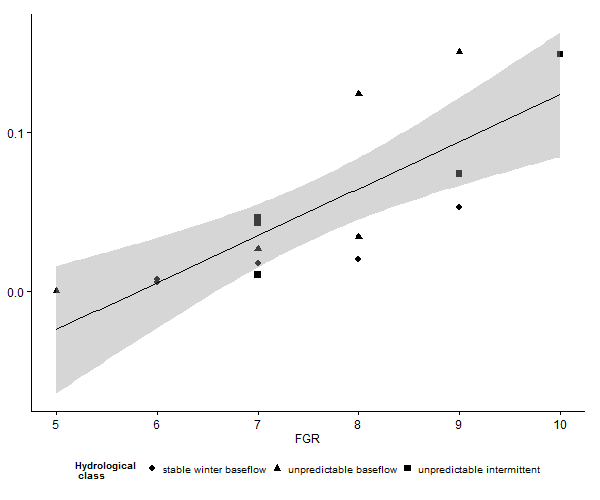 0.1
0.0
5 6 7 8 9 10
FGR
Hydrological class stable winter baseflow unpredictable baseflow unpredictable intermittent